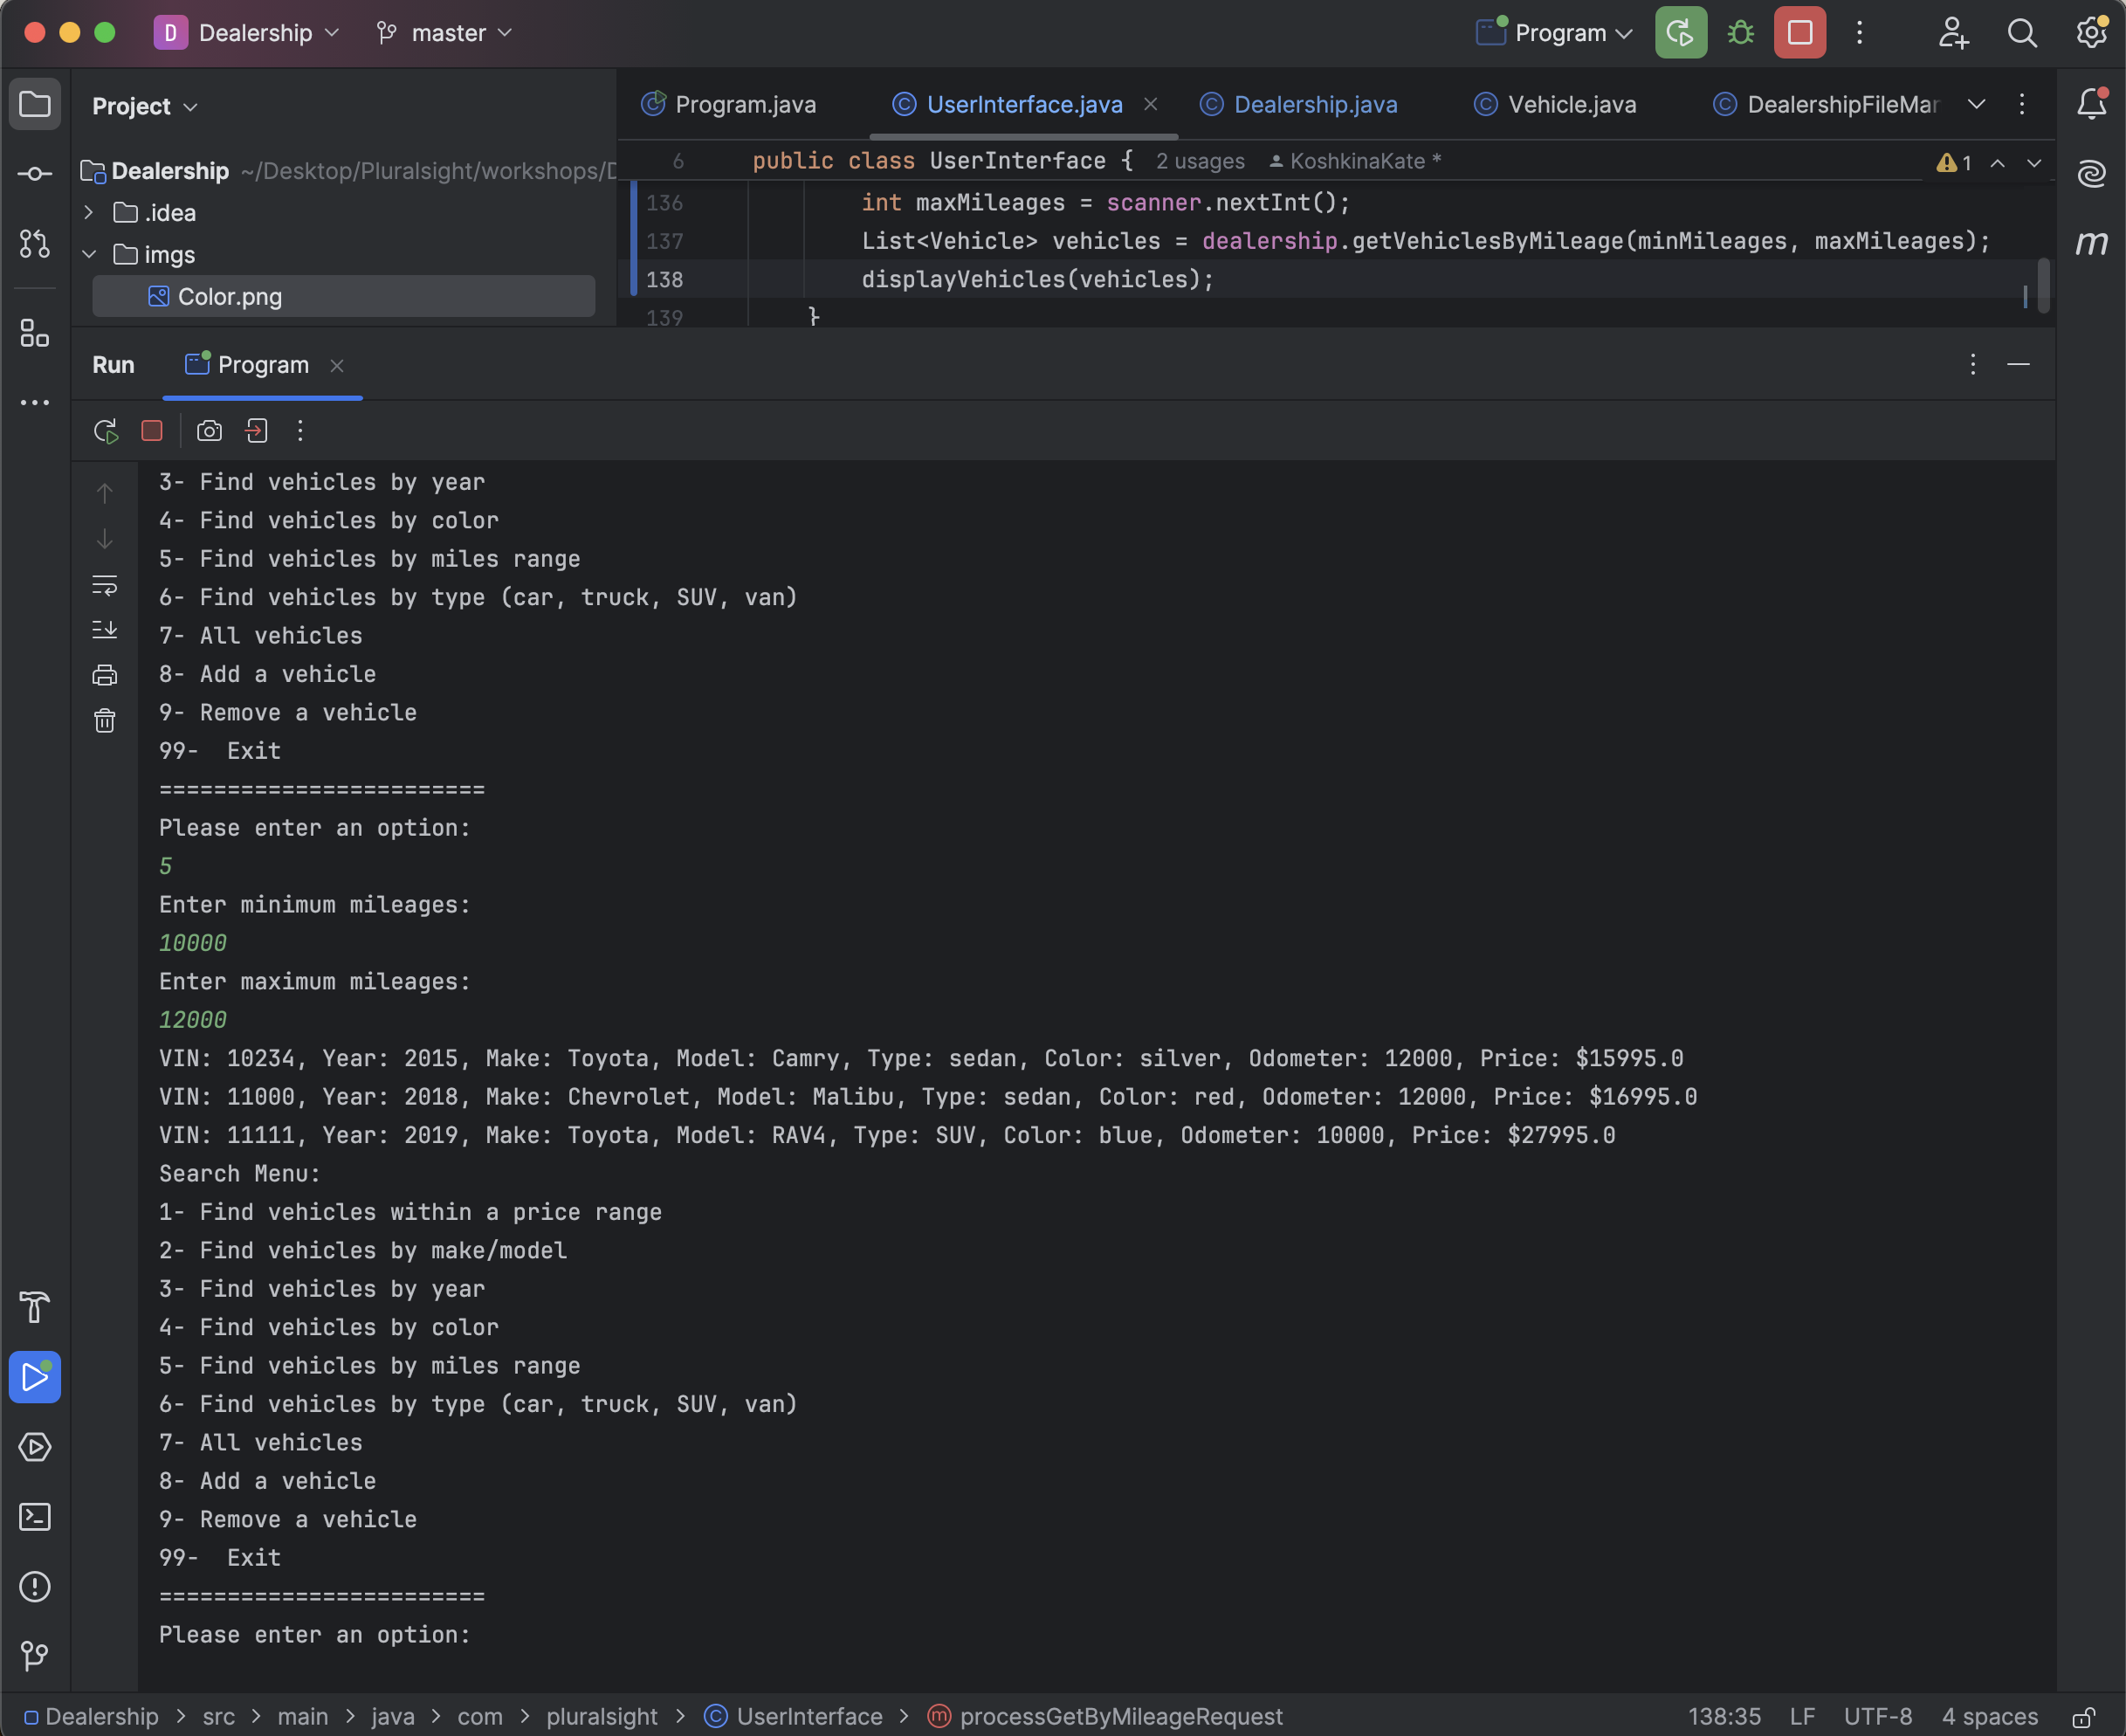 D Dealership master Program
Project
Program.java UserInterface.java Dealership.java Vehicle.java DealershipFileMar
Dealership ~/Desktop/Pluralsight/workshops/D
.idea
imgs
Color.png
6 public class UserInterface { 2 usages KoshkinaKate * 1
136 int maxMileages = scanner.nextInt();
137 List<Vehicle> vehicles = dealership.getVehiclesByMileage(minMileages, maxMileages);
138 displayVehicles(vehicles);
139 }
Run Program
3- Find vehicles by year
4- Find vehicles by color
5- Find vehicles by miles range
6- Find vehicles by type (car, truck, SUV, van)
7- All vehicles
8- Add a vehicle
9- Remove a vehicle
99-  Exit
========================
Please enter an option:
5
Enter minimum mileages:
10000
Enter maximum mileages:
12000
VIN: 10234, Year: 2015, Make: Toyota, Model: Camry, Type: sedan, Color: silver, Odometer: 12000, Price: $15995.0
VIN: 11000, Year: 2018, Make: Chevrolet, Model: Malibu, Type: sedan, Color: red, Odometer: 12000, Price: $16995.0
VIN: 11111, Year: 2019, Make: Toyota, Model: RAV4, Type: SUV, Color: blue, Odometer: 10000, Price: $27995.0
Search Menu:
1- Find vehicles within a price range
2- Find vehicles by make/model
3- Find vehicles by year
4- Find vehicles by color
5- Find vehicles by miles range
6- Find vehicles by type (car, truck, SUV, van)
7- All vehicles
8- Add a vehicle
9- Remove a vehicle
99-  Exit
========================
Please enter an option:
Dealership > src > main > java > com > pluralsight > UserInterface > processGetByMileageRequest 138:35 LF UTF-8 4 spaces